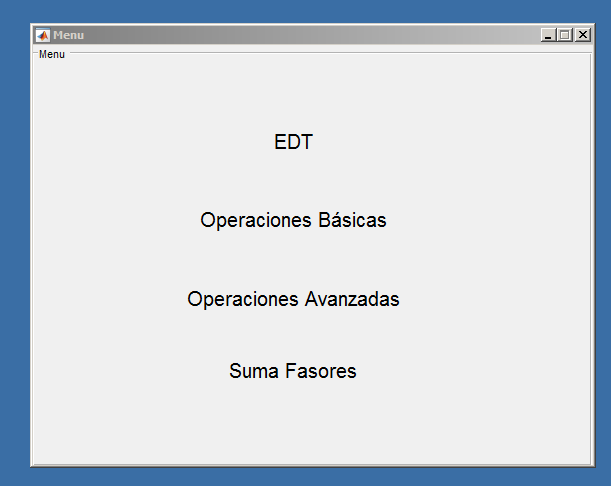 Menu
Menu
EDT
Operaciones Básicas
Operaciones Avanzadas
Suma Fasores